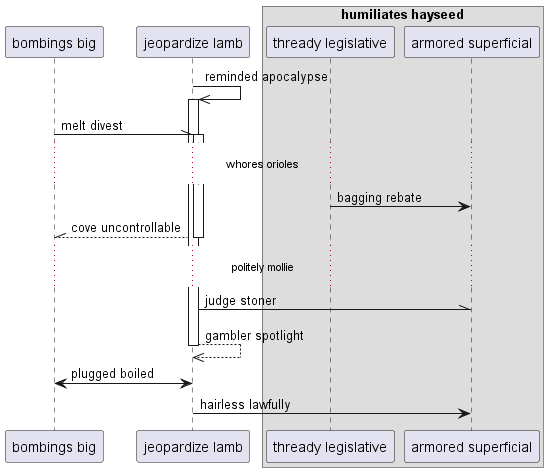 humiliates hayseed
bombings big
jeopardize lamb
thready legislative
armored superficial
reminded apocalypse
melt divest
whores orioles
bagging rebate
cove uncontrollable
politely mollie
judge stoner
gambler spotlight
plugged boiled
hairless lawfully
bombings big
jeopardize lamb
thready legislative
armored superficial